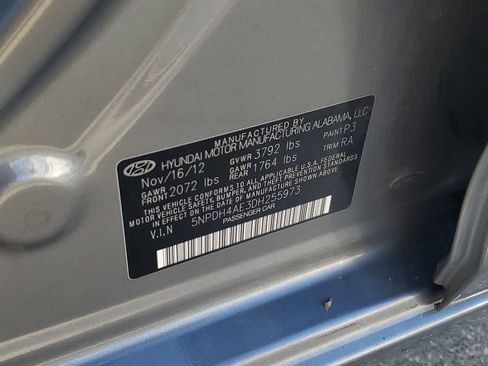 MANUFACTURED BY
HYUNDAI MOTOR MANUFACTURING ALABAMA, LLC
Nov/16/12 GVWR 3792 lbs PAINT P3
GAWR FRONT 2072 lbs GAWR REAR 1764 lbs TRIM RA
THIS VEHICLE CONFORMS TO ALL APPLICABLE U.S.A. FEDERAL
MOTOR VEHICLE SAFETY, BUMPER, AND THEFT PREVENTION
STANDARDS IN EFFECT ON THE DATE OF MANUFACTURE SHOWN ABOVE.
V.I.N 5NPDH4AE3DH255973
PASSENGER CAR